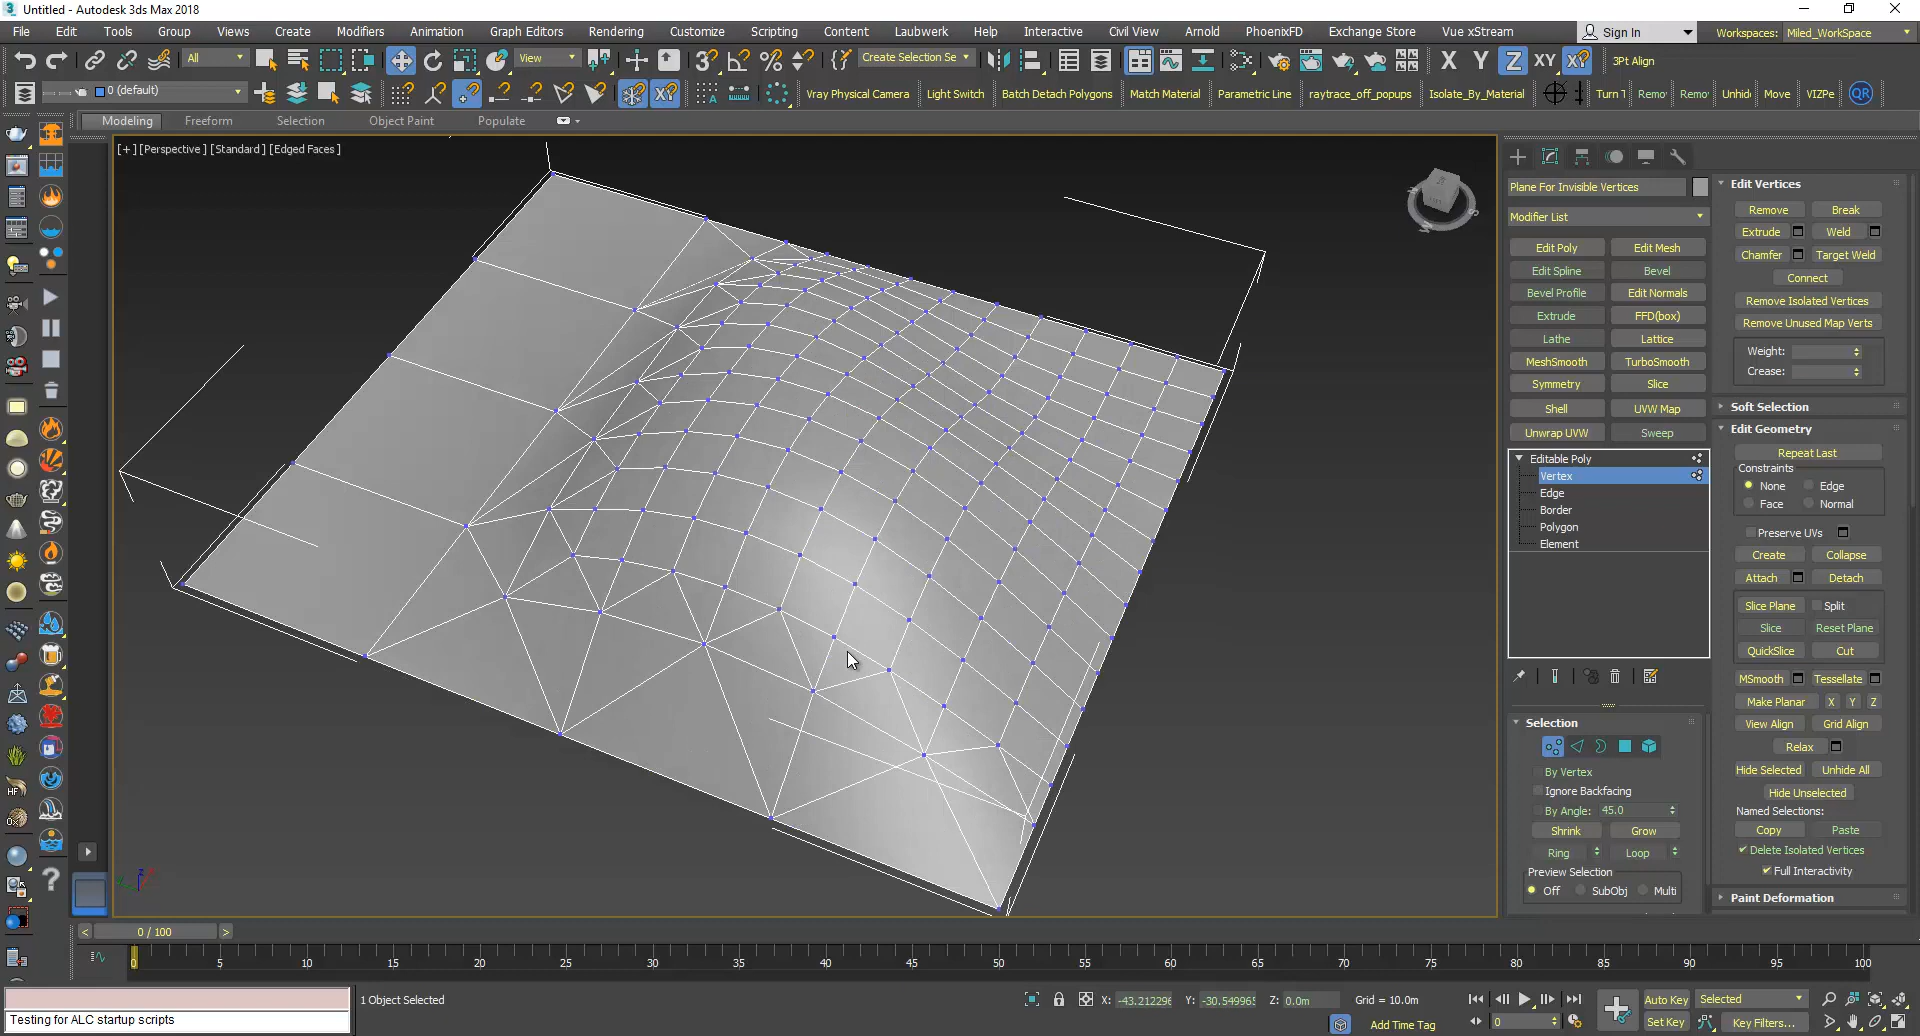 Untitled - Autodesk 3ds Max 2018
File Edit Tools Group Views Create Modifiers Animation Graph Editors Rendering Customize Scripting Content Laubwerk Help Interactive Civil View Arnold PhoenixFD Exchange Store Vue xStream Sign In Workspaces: Miled_WorkSpace
All View Create Selection Se X Y Z XY XY 3Pt Align
0 (default) XY Vray Physical Camera Light Switch Batch Detach Polygons Match Material Parametric Line raytrace_off_popups Isolate_By_Material Turn 1 Remo Remo Unhid Move VIZPe QR
Modeling Freeform Selection Object Paint Populate
[+] [Perspective ] [Standard ] [Edged Faces ]
Plane For Invisible Vertices
Modifier List
Edit Poly Edit Mesh
Edit Spline Bevel
Bevel Profile Edit Normals
Extrude FFD(box)
Lathe Lattice
MeshSmooth TurboSmooth
Symmetry Slice
Shell UVW Map
Unwrap UVW Sweep
Editable Poly
Vertex
Edge
Border
Polygon
Element
Selection
By Vertex
Ignore Backfacing
By Angle: 45.0
Shrink Grow
Ring Loop
Preview Selection
Off SubObj Multi
Edit Vertices
Remove Break
Extrude Weld
Chamfer Target Weld
Connect
Remove Isolated Vertices
Remove Unused Map Verts
Weight:
Crease:
Soft Selection
Edit Geometry
Repeat Last
Constraints
None Edge
Face Normal
Preserve UVs
Create Collapse
Attach Detach
Slice Plane Split
Slice Reset Plane
QuickSlice Cut
MSmooth Tessellate
Make Planar X Y Z
View Align Grid Align
Relax
Hide Selected Unhide All
Hide Unselected
Named Selections:
Copy Paste
Delete Isolated Vertices
Full Interactivity
Paint Deformation
< 0 / 100 >
0 5 10 15 20 25 30 35 40 45 50 55 60 65 70 75 80 85 90 95 100
1 Object Selected X: -43.212296 Y: -30.549965 Z: 0.0m Grid = 10.0m Auto Key Selected
Testing for ALC startup scripts Add Time Tag 0 Set Key Key Filters...